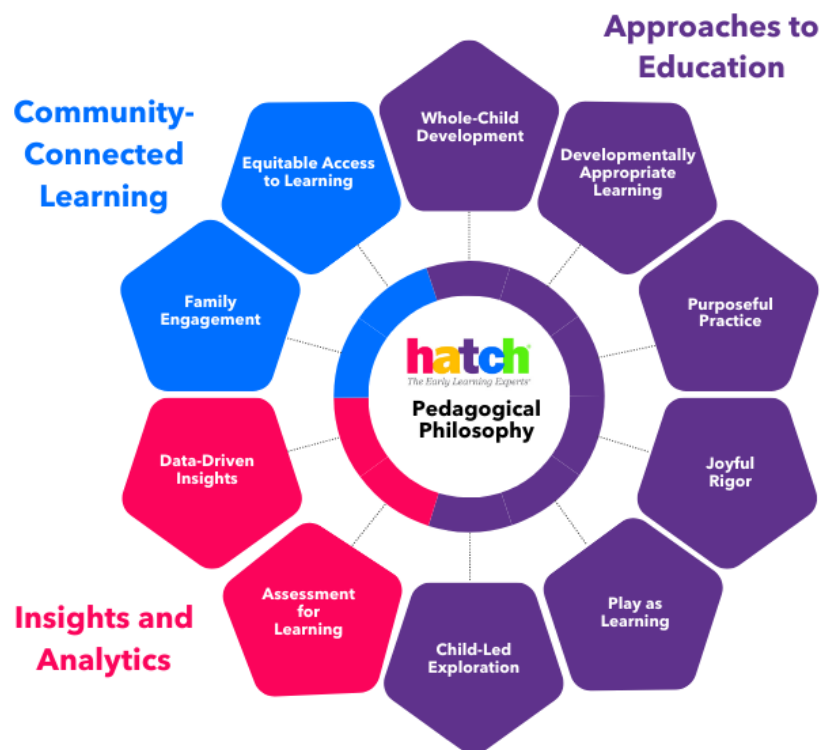 Approaches to
Education
Community-
Connected
Learning
Whole-Child
Development
Equitable Access
to Learning
Developmentally
Appropriate
Learning
Family
Engagement
Purposeful
Practice
hatch®
The Early Learning Experts®
Pedagogical
Philosophy
Data-Driven
Insights
Joyful
Rigor
Assessment
for
Learning
Play as
Learning
Insights and
Analytics
Child-Led
Exploration